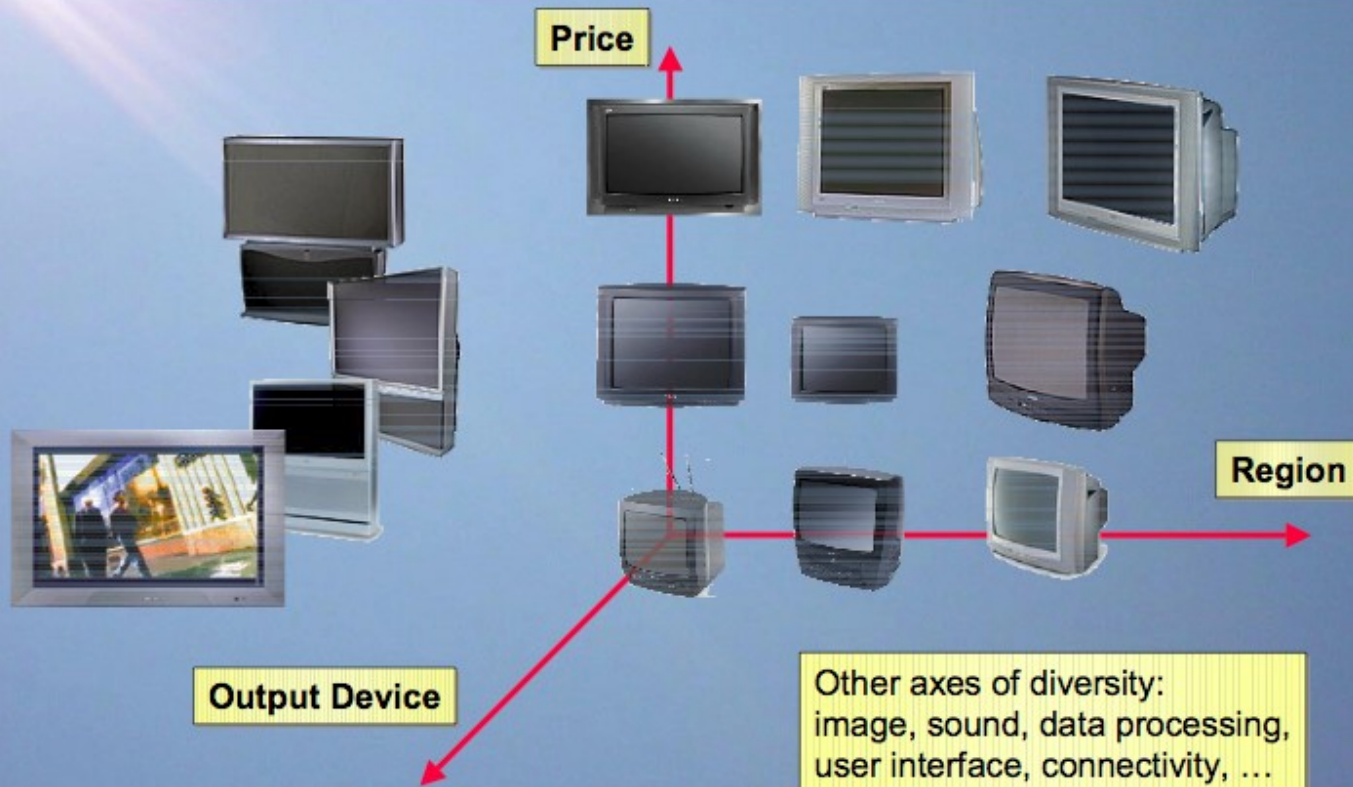 Price
Region
Output Device
Other axes of diversity:
image, sound, data processing,
user interface, connectivity, ...